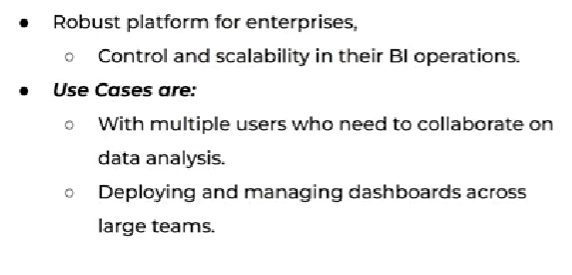 ● Robust platform for enterprises,
○ Control and scalability in their BI operations.
● Use Cases are:
○ With multiple users who need to collaborate on
data analysis.
○ Deploying and managing dashboards across
large teams.